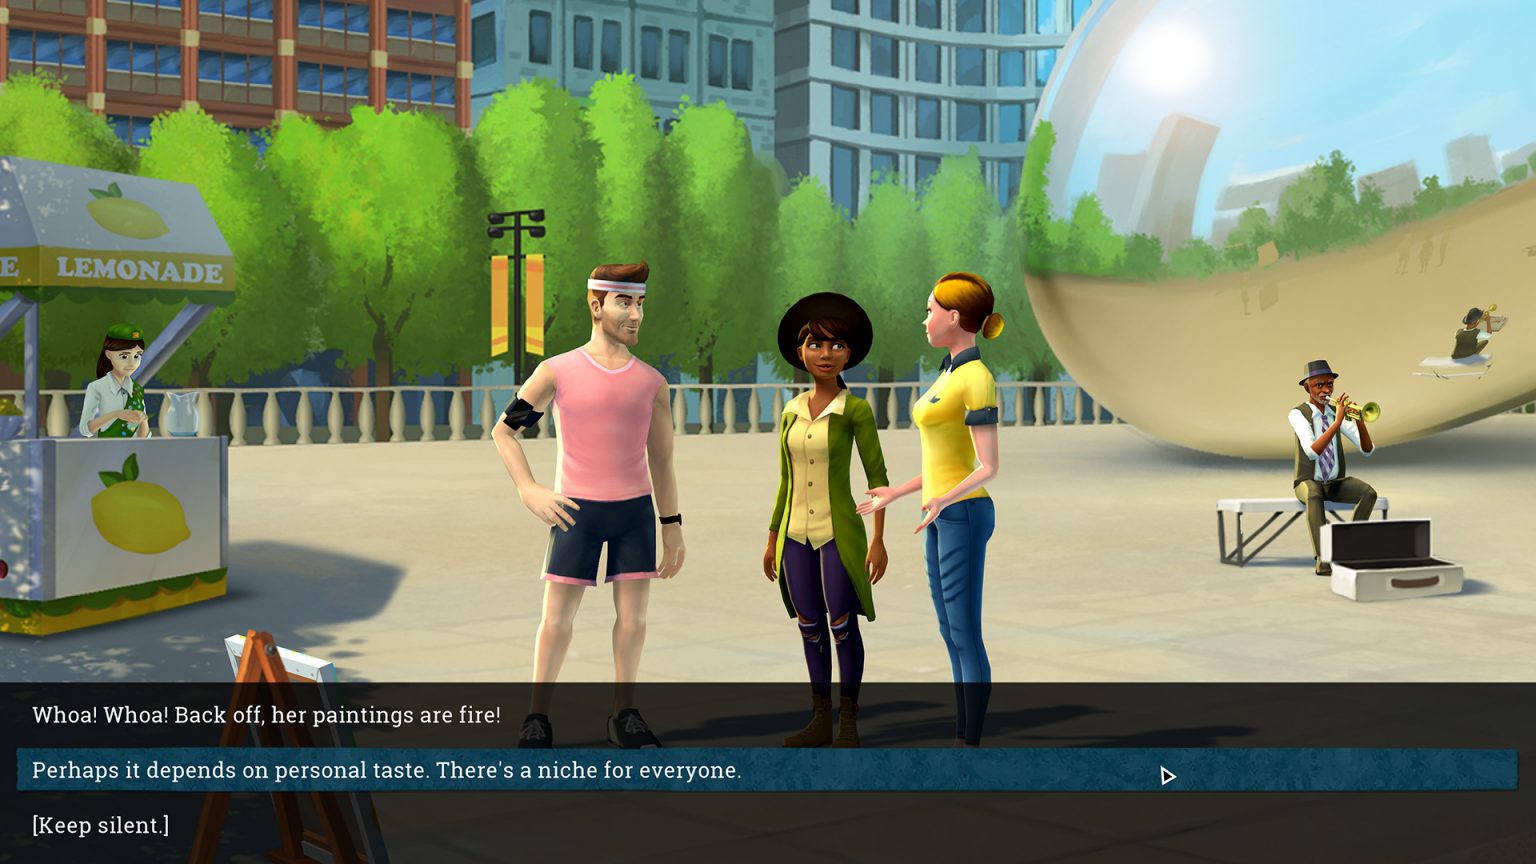 E LEMONADE
Whoa! Whoa! Back off, her paintings are fire!
Perhaps it depends on personal taste. There's a niche for everyone.
[Keep silent.]